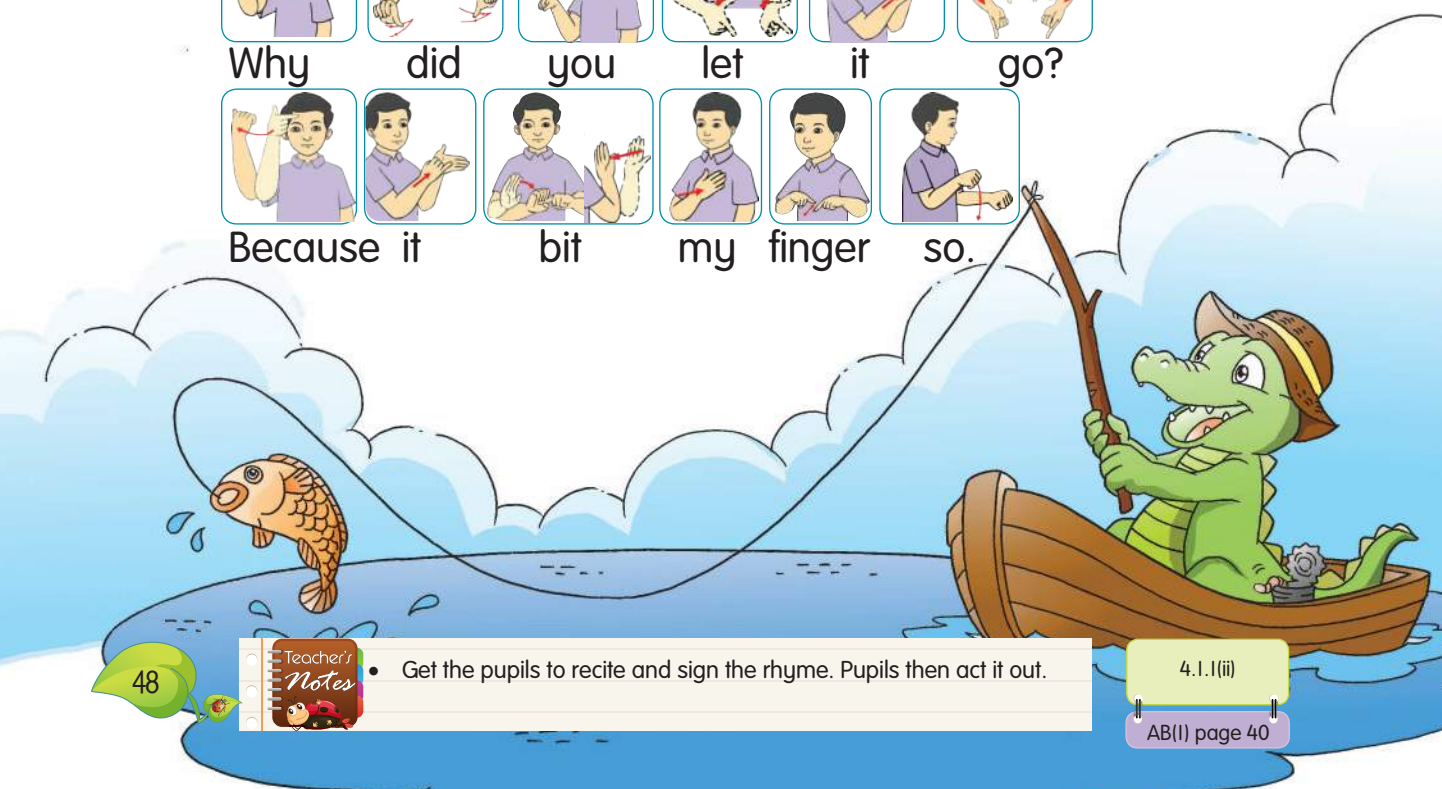 Why did you let it go?
Because it bit my finger so.
48
Teacher's
Notes
• Get the pupils to recite and sign the rhyme. Pupils then act it out.
4.1.1(ii)
AB(1) page 40